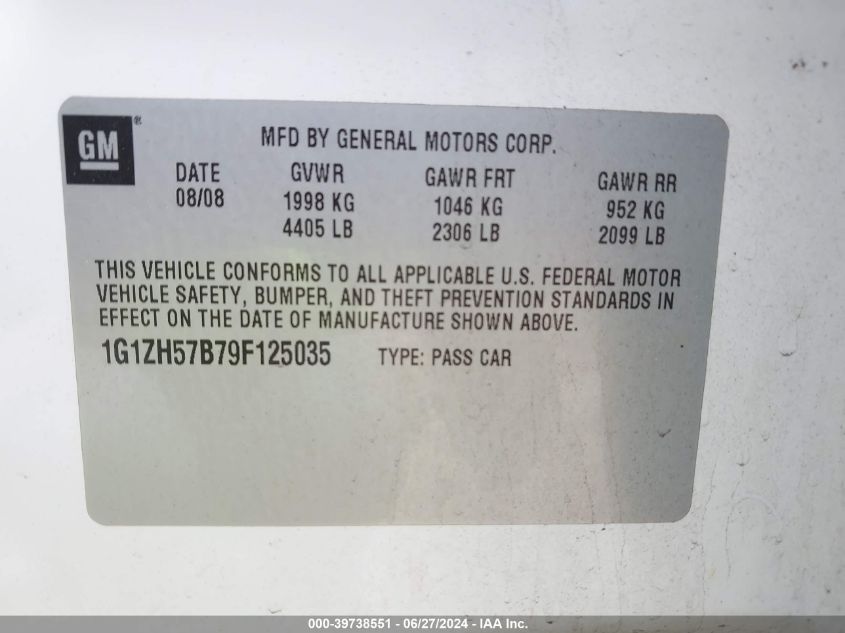 GM ®
MFD BY GENERAL MOTORS CORP.
DATE GVWR GAWR FRT GAWR RR
08/08 1998 KG 1046 KG 952 KG
4405 LB 2306 LB 2099 LB
THIS VEHICLE CONFORMS TO ALL APPLICABLE U.S. FEDERAL MOTOR
VEHICLE SAFETY, BUMPER, AND THEFT PREVENTION STANDARDS IN
EFFECT ON THE DATE OF MANUFACTURE SHOWN ABOVE.
1G1ZH57B79F125035 TYPE: PASS CAR
000-39738551 / 06/27/2024 - IAA Inc.